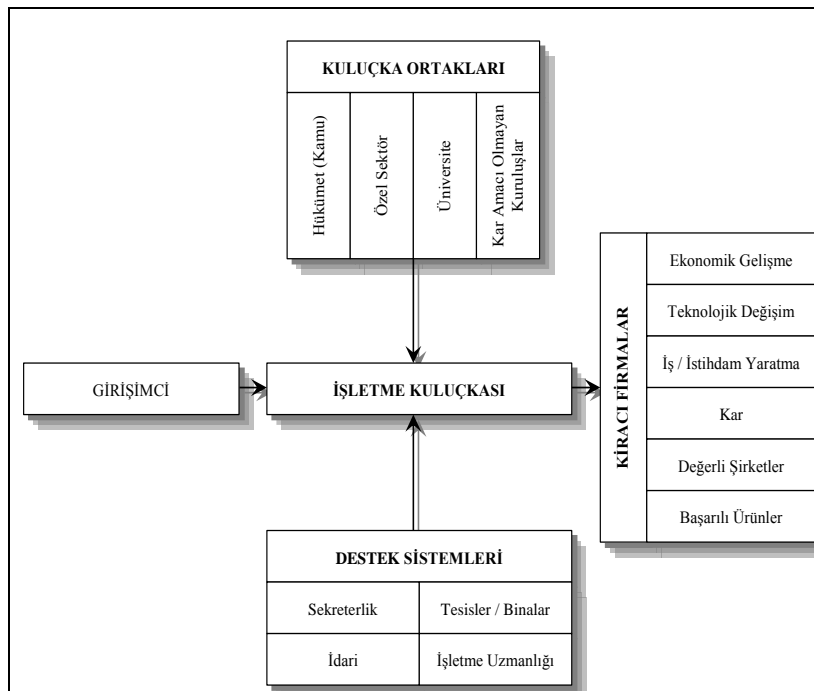 KULUÇKA ORTAKLARI
Hükümet (Kamu)
Özel Sektör
Üniversite
Kar Amacı Olmayan
Kuruluşlar
GİRİŞİMCİ
İŞLETME KULUÇKASI
KİRACI FİRMALAR
Ekonomik Gelişme
Teknolojik Değişim
İş / İstihdam Yaratma
Kar
Değerli Şirketler
Başarılı Ürünler
DESTEK SİSTEMLERİ
Sekreterlik
Tesisler / Binalar
İdari
İşletme Uzmanlığı